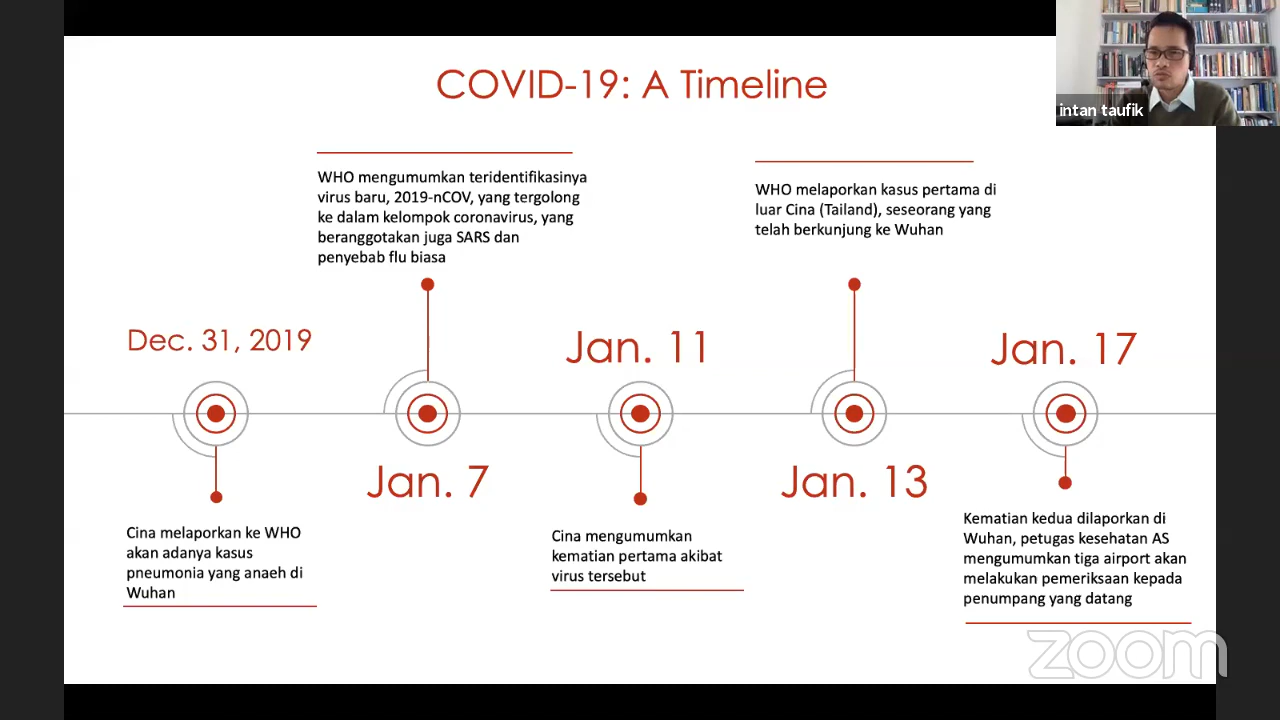 COVID-19: A Timeline
intan taufik
WHO mengumumkan teridentifikasinya
virus baru, 2019-nCOV, yang tergolong
ke dalam kelompok coronavirus, yang
beranggotakan juga SARS dan
penyebab flu biasa
WHO melaporkan kasus pertama di
luar Cina (Tailand), seseorang yang
telah berkunjung ke Wuhan
Dec. 31, 2019
Jan. 11
Jan. 17
Jan. 7
Jan. 13
Cina melaporkan ke WHO
akan adanya kasus
pneumonia yang anaeh di
Wuhan
Cina mengumumkan
kematian pertama akibat
virus tersebut
Kematian kedua dilaporkan di
Wuhan, petugas kesehatan AS
mengumumkan tiga airport akan
melakukan pemeriksaan kepada
penumpang yang datang
zoom